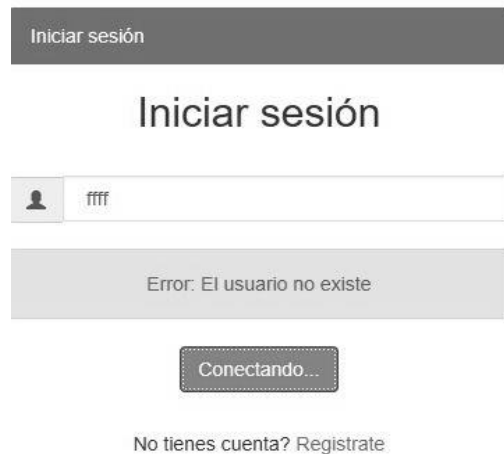 Iniciar sesión
Iniciar sesión
ffff
Error: El usuario no existe
Conectando...
No tienes cuenta? Registrate